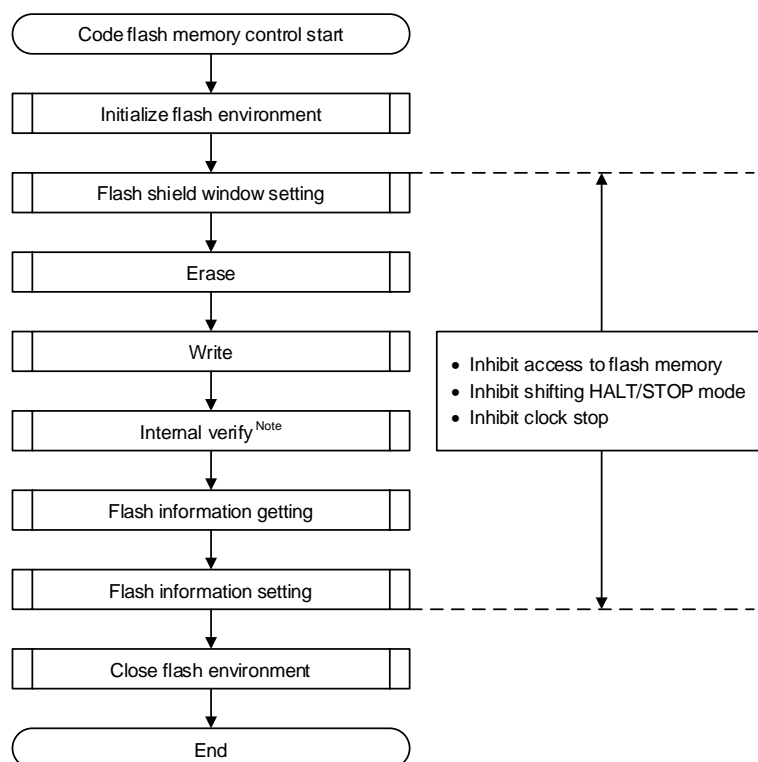 Code flash memory control start
Initialize flash environment
Flash shield window setting
Erase
Write
Internal verify Note
Flash information getting
Flash information setting
Close flash environment
End
• Inhibit access to flash memory
• Inhibit shifting HALT/STOP mode
• Inhibit clock stop